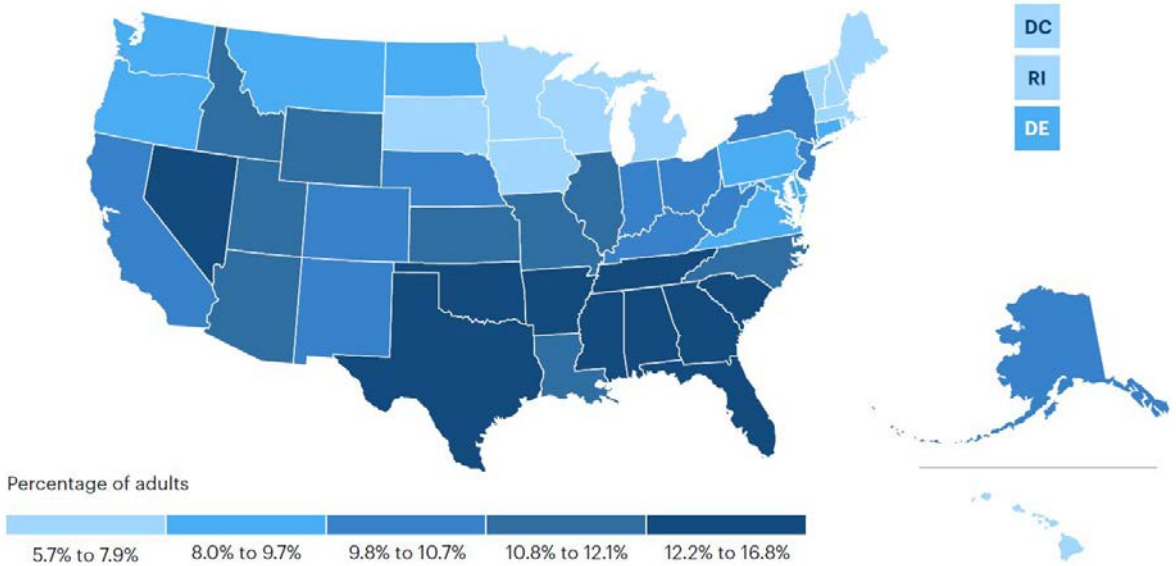 DC
RI
DE
Percentage of adults
5.7% to 7.9% 8.0% to 9.7% 9.8% to 10.7% 10.8% to 12.1% 12.2% to 16.8%